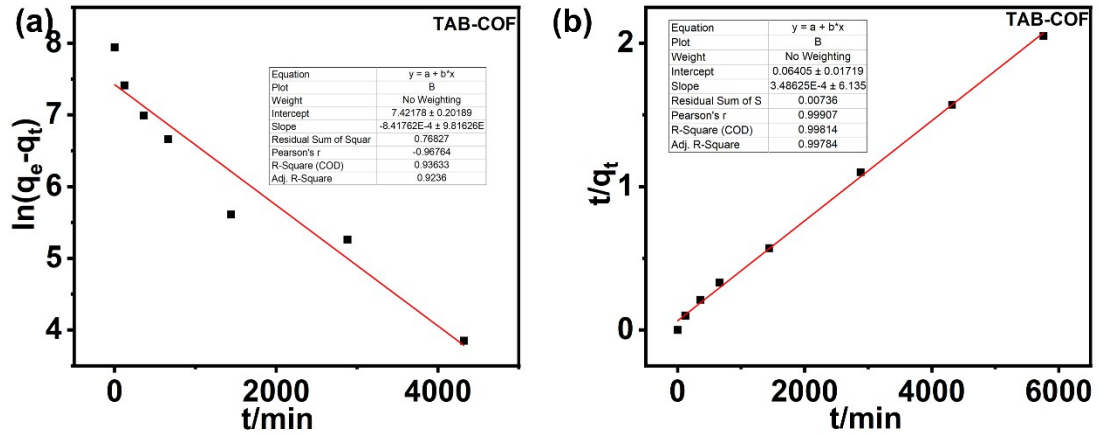 (a)
TAB-COF
8
7
6
5
4
ln(qe-qt)
Equation y = a + b*x
Plot B
Weight No Weighting
Intercept 7.42178 ± 0.20189
Slope -8.41762E-4 ± 9.81626E
Residual Sum of Squar 0.76827
Pearson's r -0.96764
R-Square (COD) 0.93633
Adj. R-Square 0.9236
0 2000 4000
t/min
(b)
TAB-COF
2
1
0
t/qt
Equation y = a + b*x
Plot B
Weight No Weighting
Intercept 0.06405 ± 0.01719
Slope 3.48625E-4 ± 6.135
Residual Sum of S 0.00736
Pearson's r 0.99907
R-Square (COD) 0.99814
Adj. R-Square 0.99784
0 2000 4000 6000
t/min